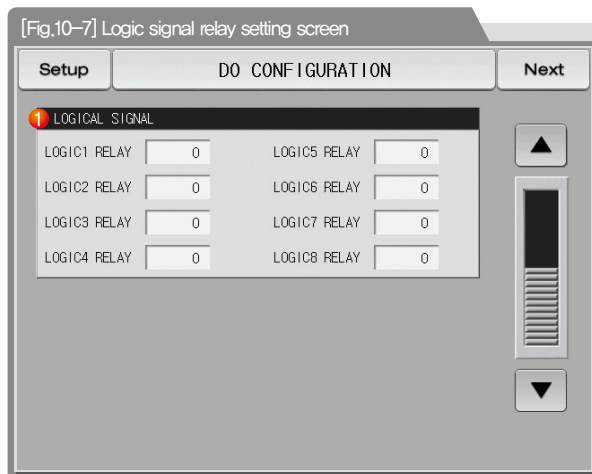 [Fig.10-7] Logic signal relay setting screen
Setup DO CONFIGURATION Next
1 LOGICAL SIGNAL
LOGIC1 RELAY 0 LOGIC5 RELAY 0
LOGIC2 RELAY 0 LOGIC6 RELAY 0
LOGIC3 RELAY 0 LOGIC7 RELAY 0
LOGIC4 RELAY 0 LOGIC8 RELAY 0